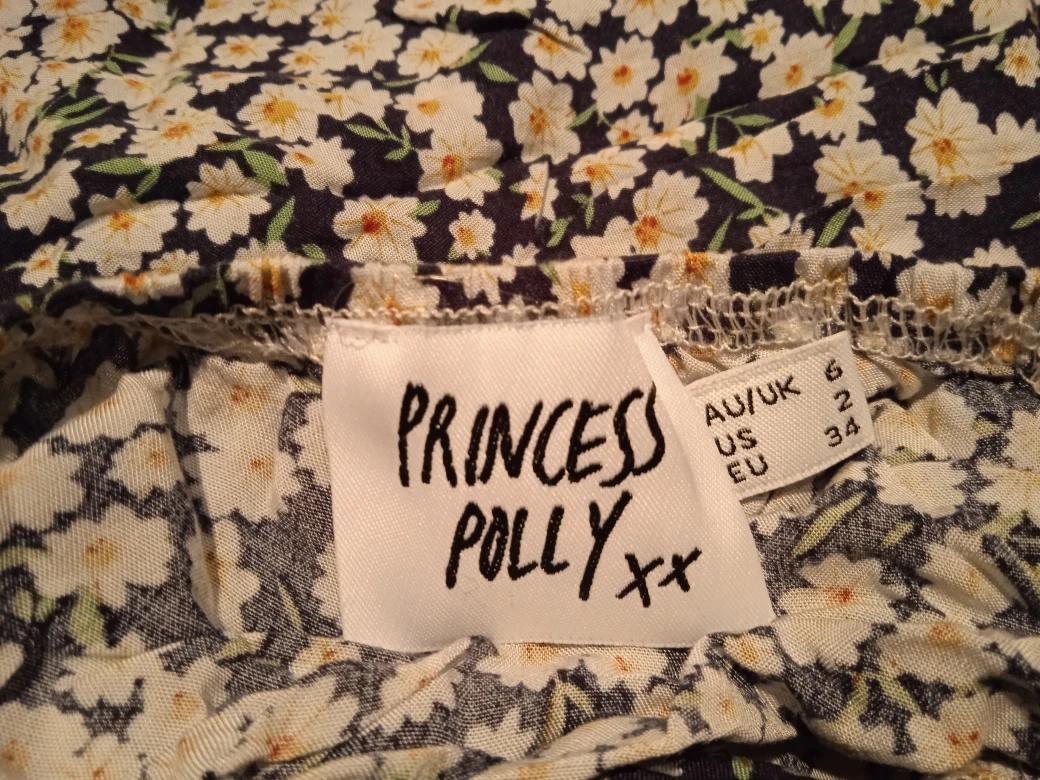 PRINCESS
POLLY xx
AU/UK 6
US 2
EU 34